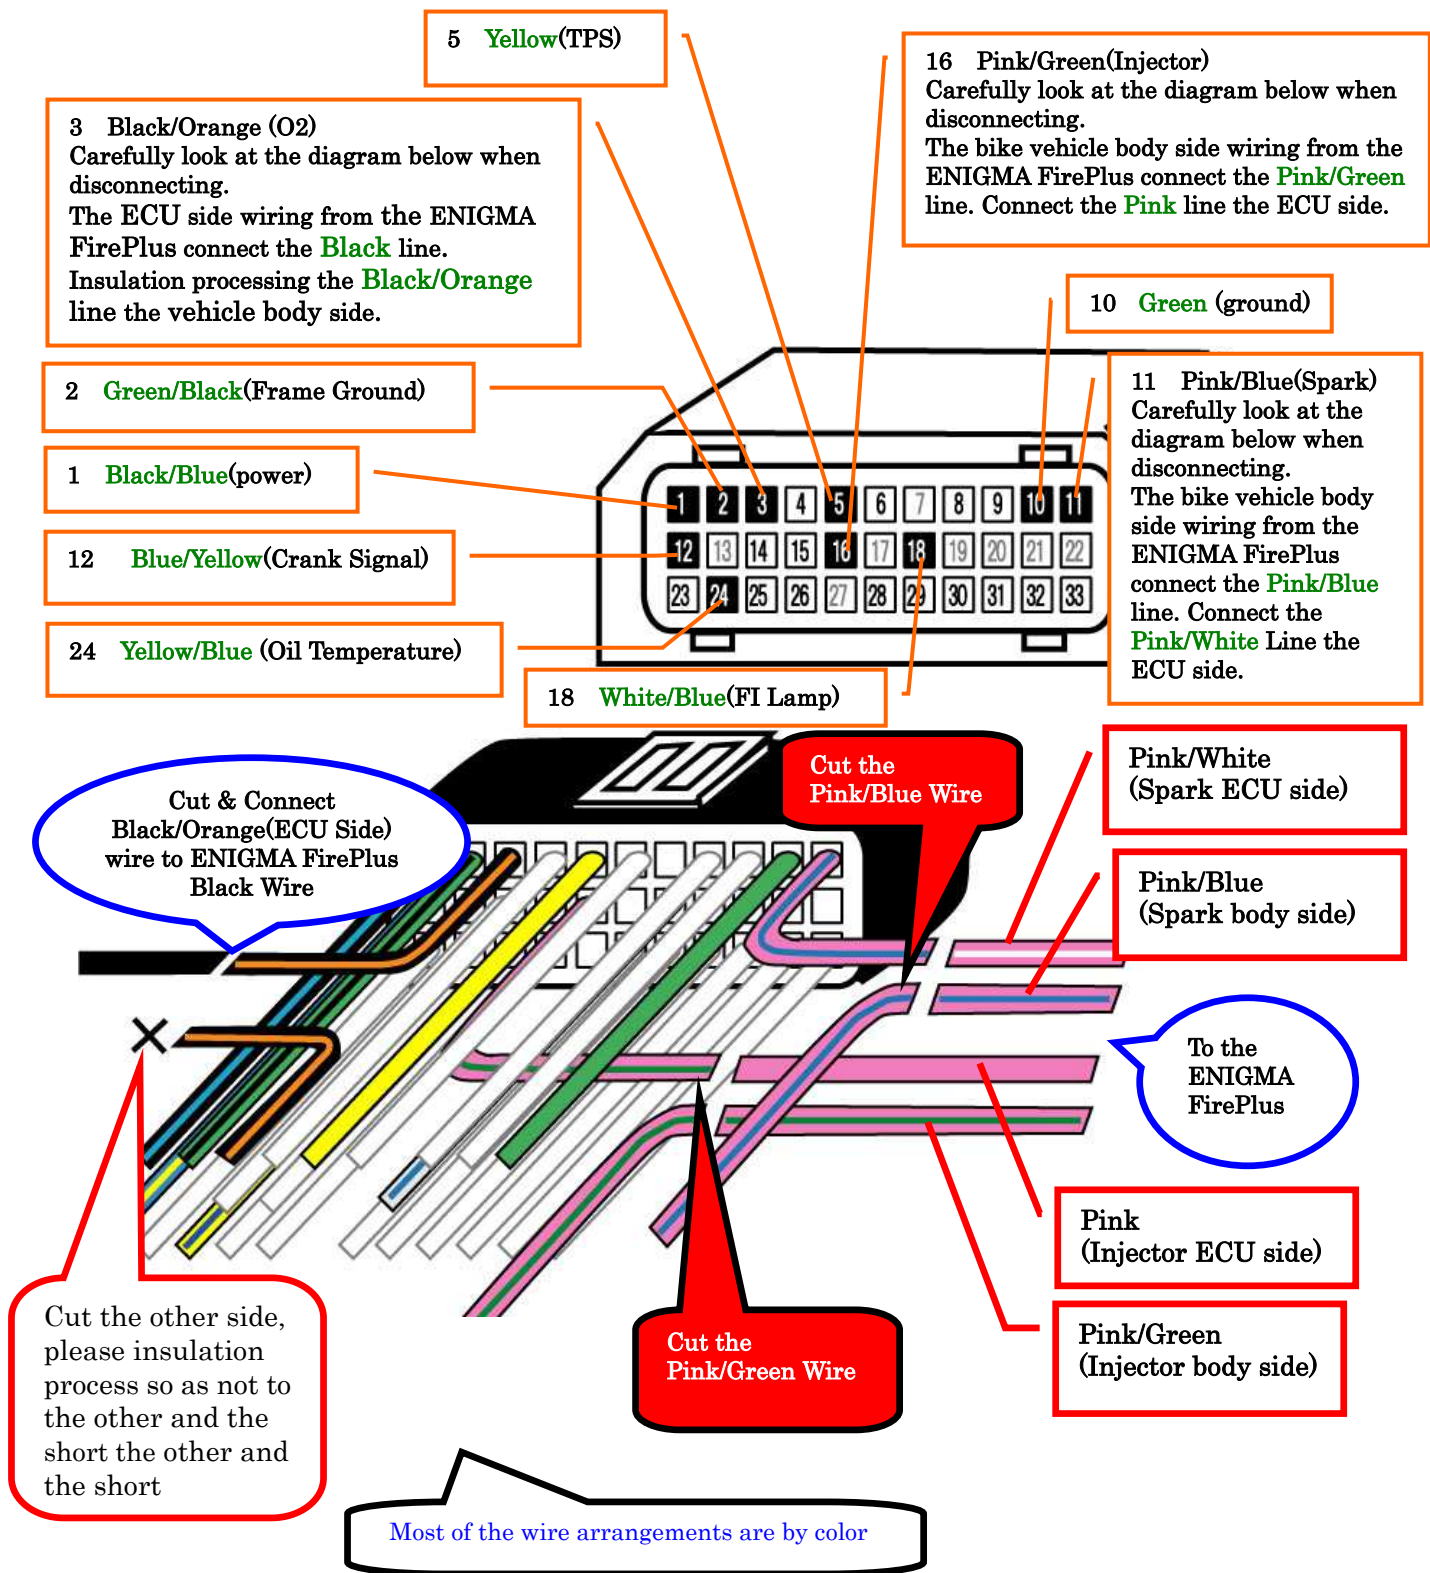 5 Yellow(TPS)
16 Pink/Green(Injector)
Carefully look at the diagram below when
disconnecting.
The bike vehicle body side wiring from the
ENIGMA FirePlus connect the Pink/Green
line. Connect the Pink line the ECU side.
3 Black/Orange (O2)
Carefully look at the diagram below when
disconnecting.
The ECU side wiring from the ENIGMA
FirePlus connect the Black line.
Insulation processing the Black/Orange
line the vehicle body side.
10 Green (ground)
2 Green/Black(Frame Ground)
11 Pink/Blue(Spark)
Carefully look at the
diagram below when
disconnecting.
The bike vehicle body
side wiring from the
ENIGMA FirePlus
connect the Pink/Blue
line. Connect the
Pink/White Line the
ECU side.
1 Black/Blue(power)
12 Blue/Yellow(Crank Signal)
24 Yellow/Blue (Oil Temperature)
18 White/Blue(FI Lamp)
1 2 3 4 5 6 7 8 9 10 11
12 13 14 15 16 17 18 19 20 21 22
23 24 25 26 27 28 29 30 31 32 33
Cut the
Pink/Blue Wire
Pink/White
(Spark ECU side)
Cut & Connect
Black/Orange(ECU Side)
wire to ENIGMA FirePlus
Black Wire
Pink/Blue
(Spark body side)
To the
ENIGMA
FirePlus
Pink
(Injector ECU side)
Pink/Green
(Injector body side)
Cut the
Pink/Green Wire
Cut the other side,
please insulation
process so as not to
the other and the
short the other and
the short
Most of the wire arrangements are by color